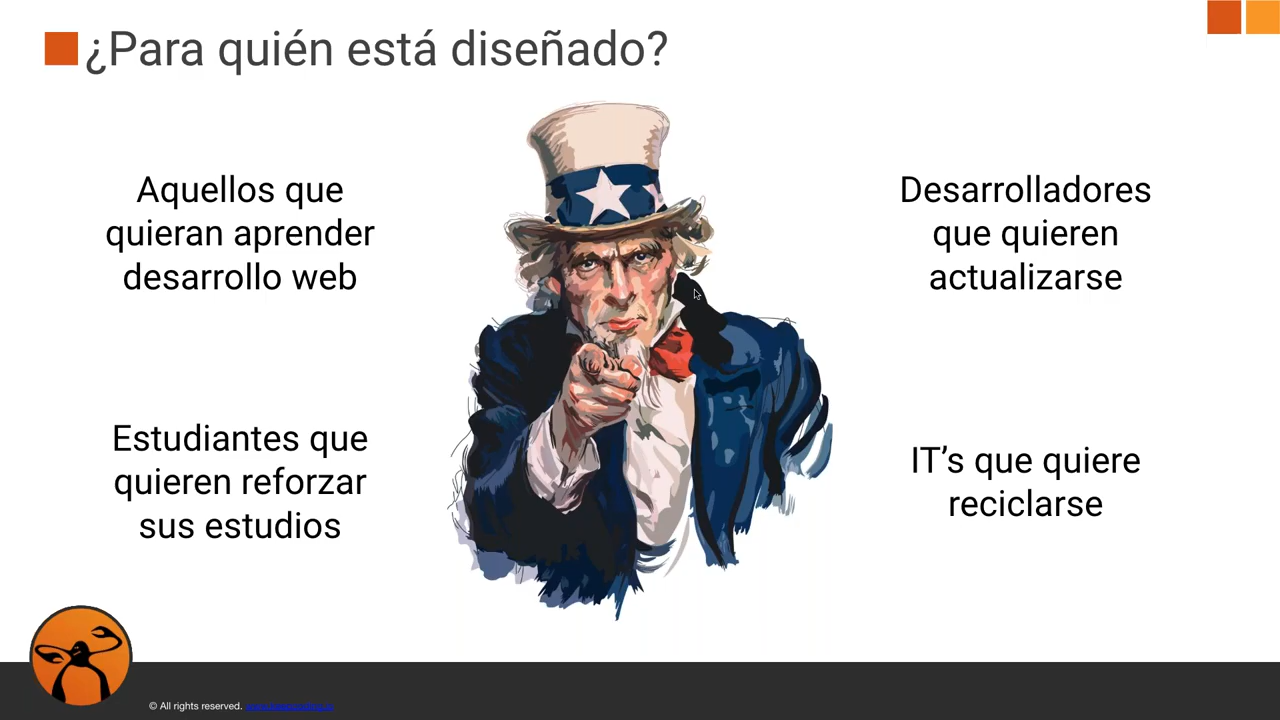 ¿Para quién está diseñado?
Aquellos que
quieran aprender
desarrollo web
Desarrolladores
que quieren
actualizarse
Estudiantes que
quieren reforzar
sus estudios
IT’s que quiere
reciclarse
© All rights reserved.